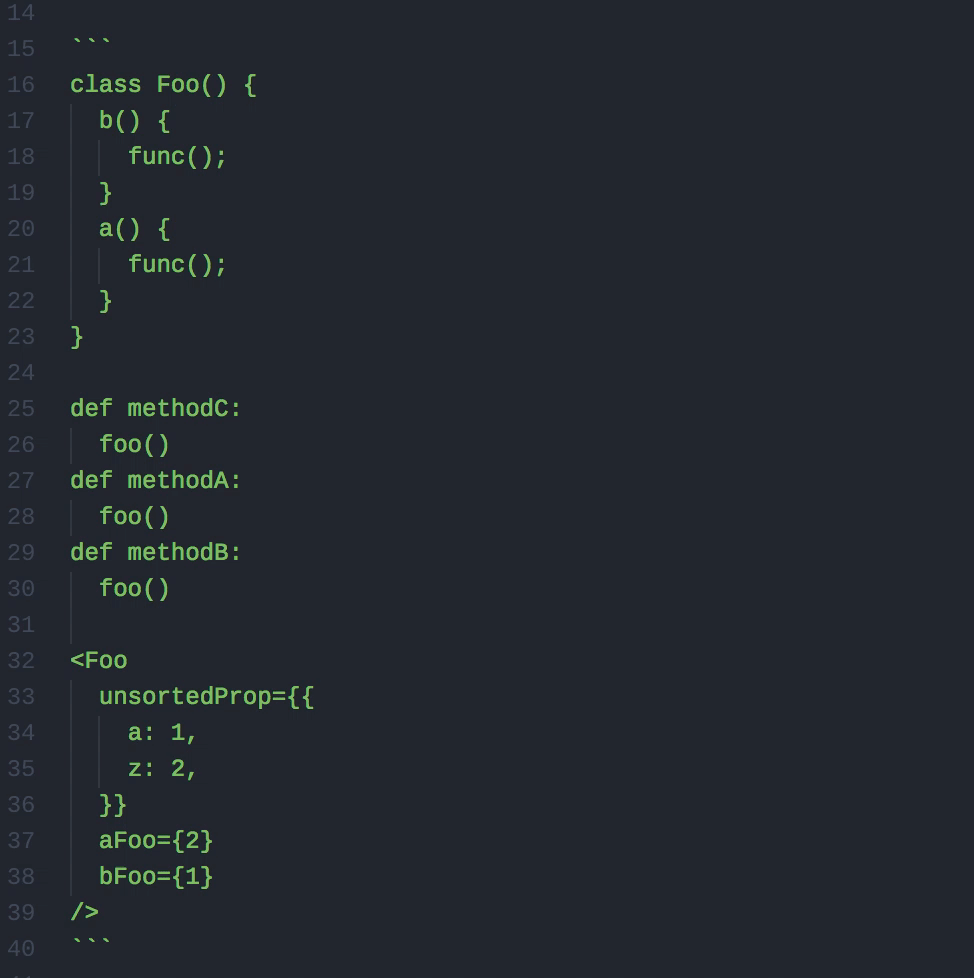 14
15 ```
16 class Foo() {
17   b() {
18     func();
19   }
20   a() {
21     func();
22   }
23 }
24
25 def methodC:
26   foo()
27 def methodA:
28   foo()
29 def methodB:
30   foo()
31
32 <Foo
33   unsortedProp={{
34     a: 1,
35     z: 2,
36   }}
37   aFoo={2}
38   bFoo={1}
39 />
40 ```